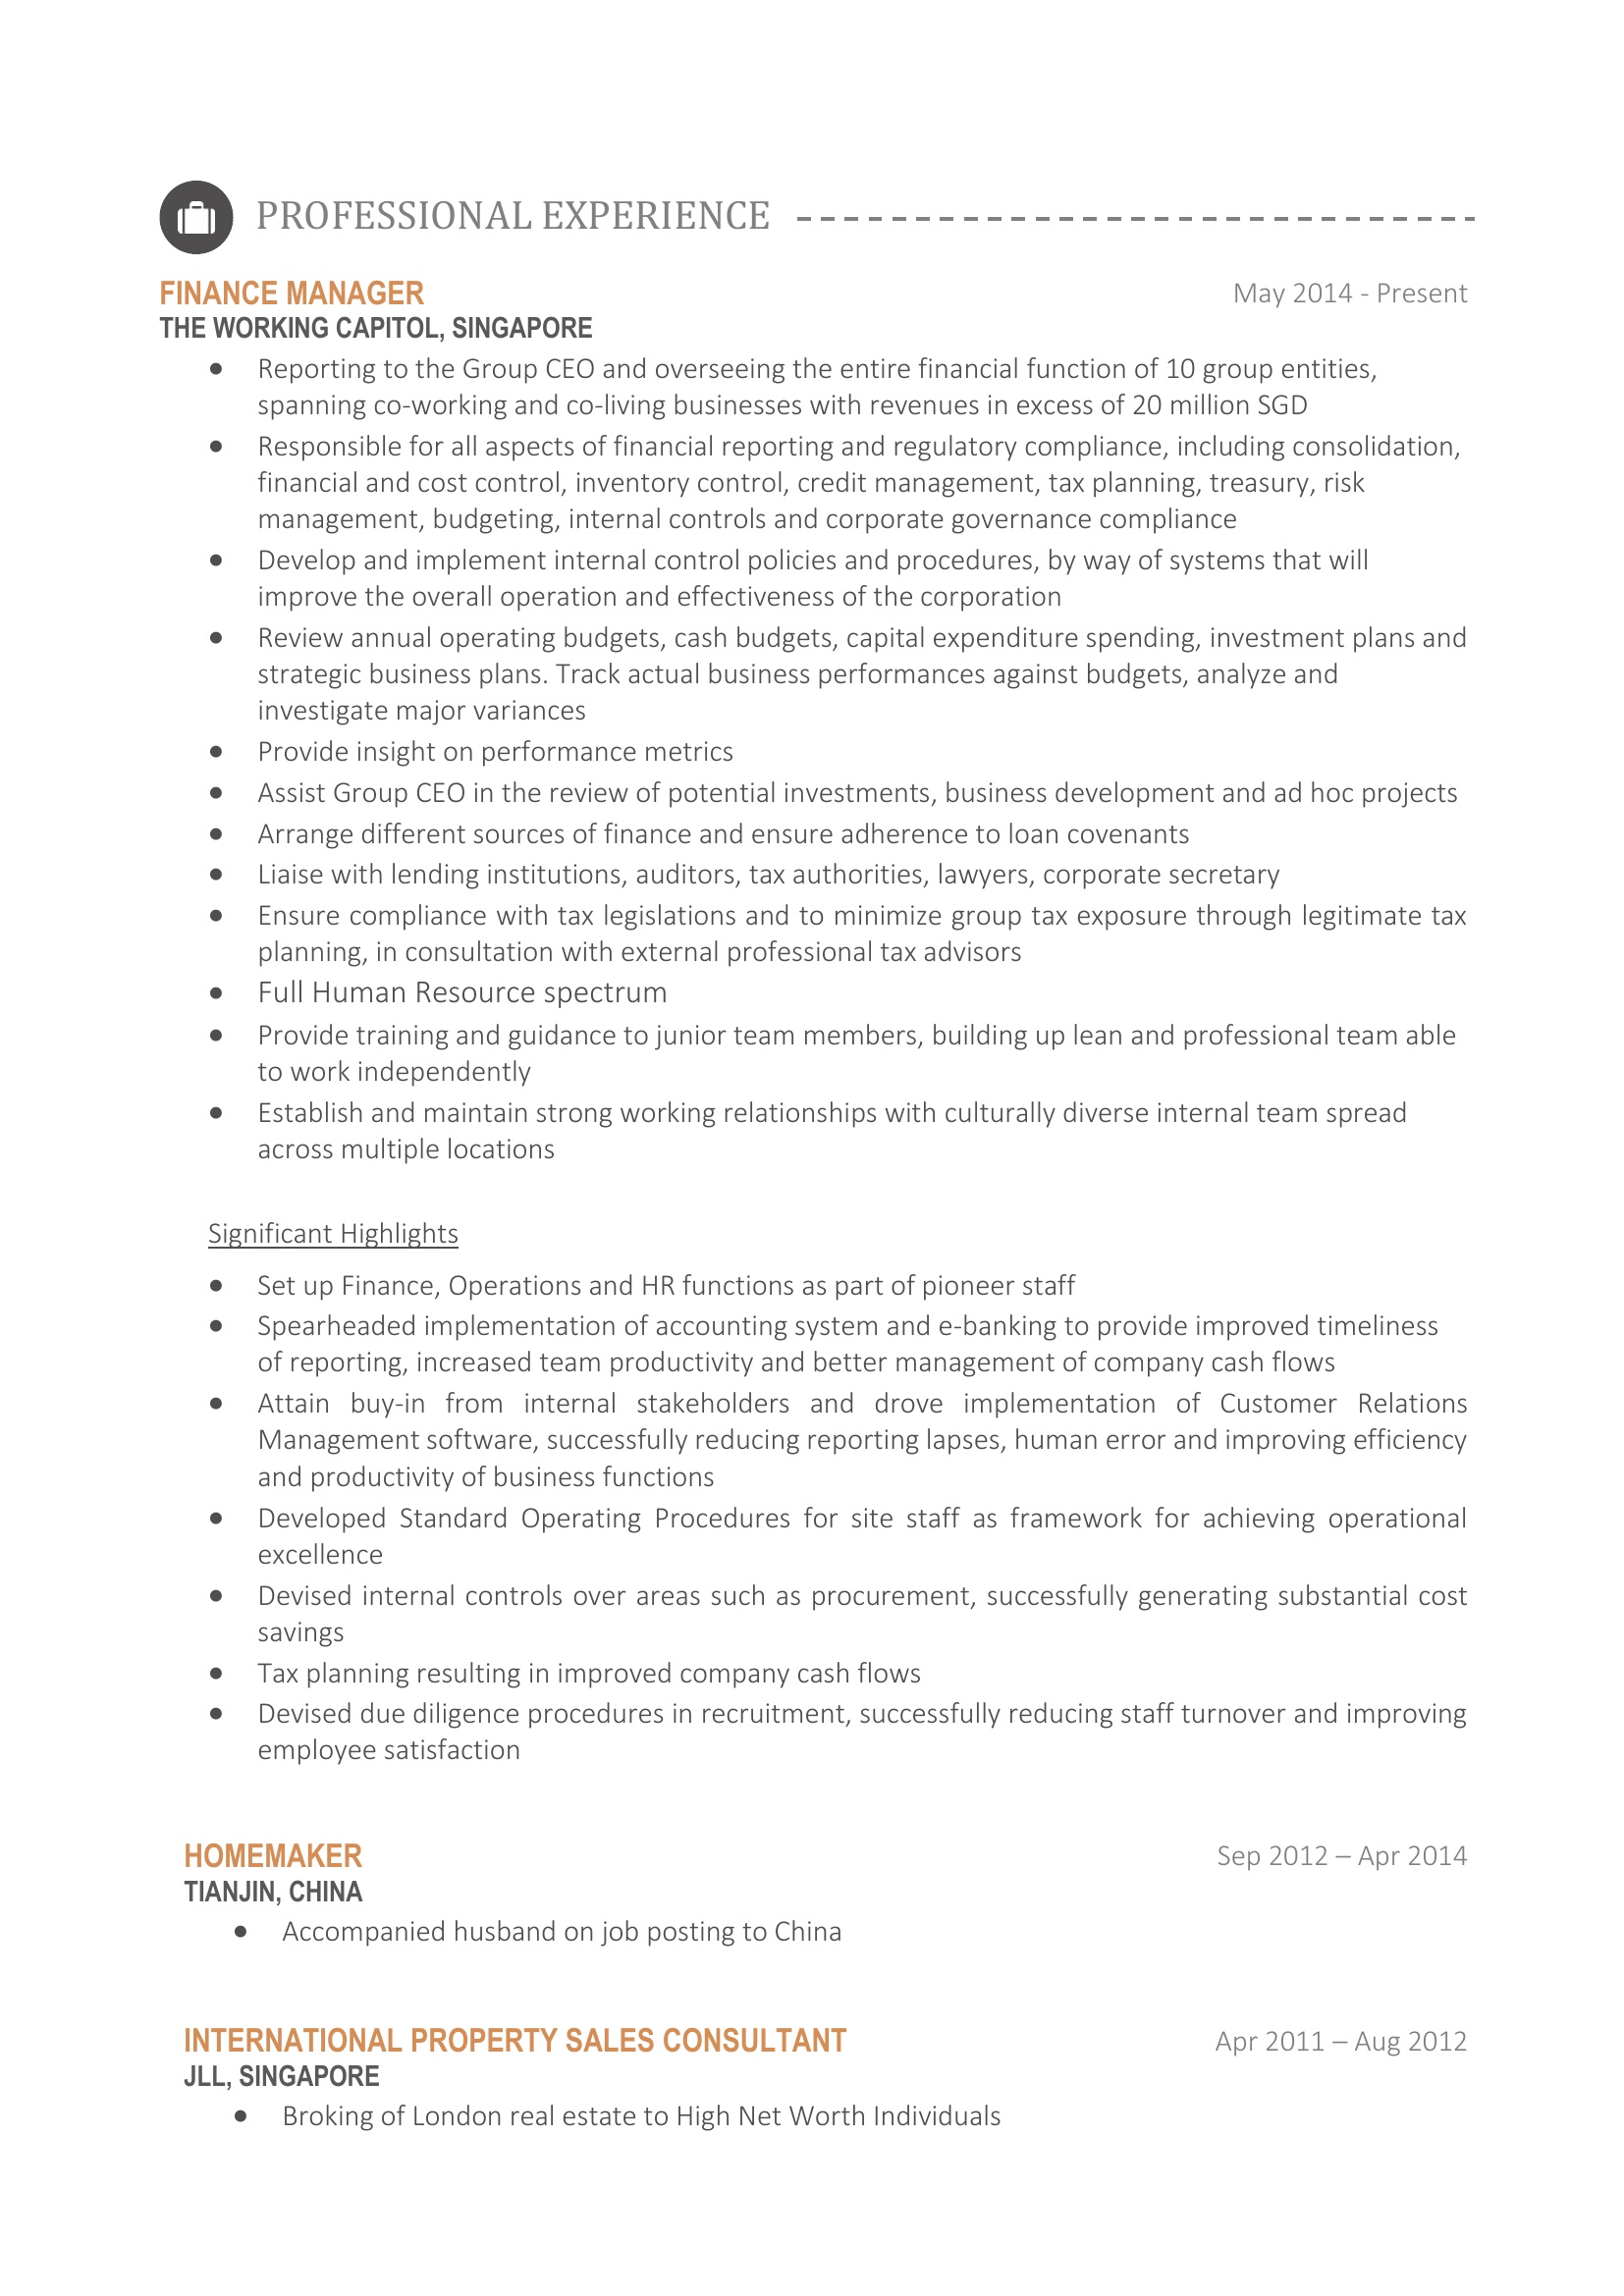 PROFESSIONAL EXPERIENCE
FINANCE MANAGER May 2014 - Present
THE WORKING CAPITOL, SINGAPORE
• Reporting to the Group CEO and overseeing the entire financial function of 10 group entities,
spanning co-working and co-living businesses with revenues in excess of 20 million SGD
• Responsible for all aspects of financial reporting and regulatory compliance, including consolidation,
financial and cost control, inventory control, credit management, tax planning, treasury, risk
management, budgeting, internal controls and corporate governance compliance
• Develop and implement internal control policies and procedures, by way of systems that will
improve the overall operation and effectiveness of the corporation
• Review annual operating budgets, cash budgets, capital expenditure spending, investment plans and
strategic business plans. Track actual business performances against budgets, analyze and
investigate major variances
• Provide insight on performance metrics
• Assist Group CEO in the review of potential investments, business development and ad hoc projects
• Arrange different sources of finance and ensure adherence to loan covenants
• Liaise with lending institutions, auditors, tax authorities, lawyers, corporate secretary
• Ensure compliance with tax legislations and to minimize group tax exposure through legitimate tax
planning, in consultation with external professional tax advisors
• Full Human Resource spectrum
• Provide training and guidance to junior team members, building up lean and professional team able
to work independently
• Establish and maintain strong working relationships with culturally diverse internal team spread
across multiple locations
Significant Highlights
• Set up Finance, Operations and HR functions as part of pioneer staff
• Spearheaded implementation of accounting system and e-banking to provide improved timeliness
of reporting, increased team productivity and better management of company cash flows
• Attain buy-in from internal stakeholders and drove implementation of Customer Relations
Management software, successfully reducing reporting lapses, human error and improving efficiency
and productivity of business functions
• Developed Standard Operating Procedures for site staff as framework for achieving operational
excellence
• Devised internal controls over areas such as procurement, successfully generating substantial cost
savings
• Tax planning resulting in improved company cash flows
• Devised due diligence procedures in recruitment, successfully reducing staff turnover and improving
employee satisfaction
HOMEMAKER Sep 2012 – Apr 2014
TIANJIN, CHINA
• Accompanied husband on job posting to China
INTERNATIONAL PROPERTY SALES CONSULTANT Apr 2011 – Aug 2012
JLL, SINGAPORE
• Broking of London real estate to High Net Worth Individuals